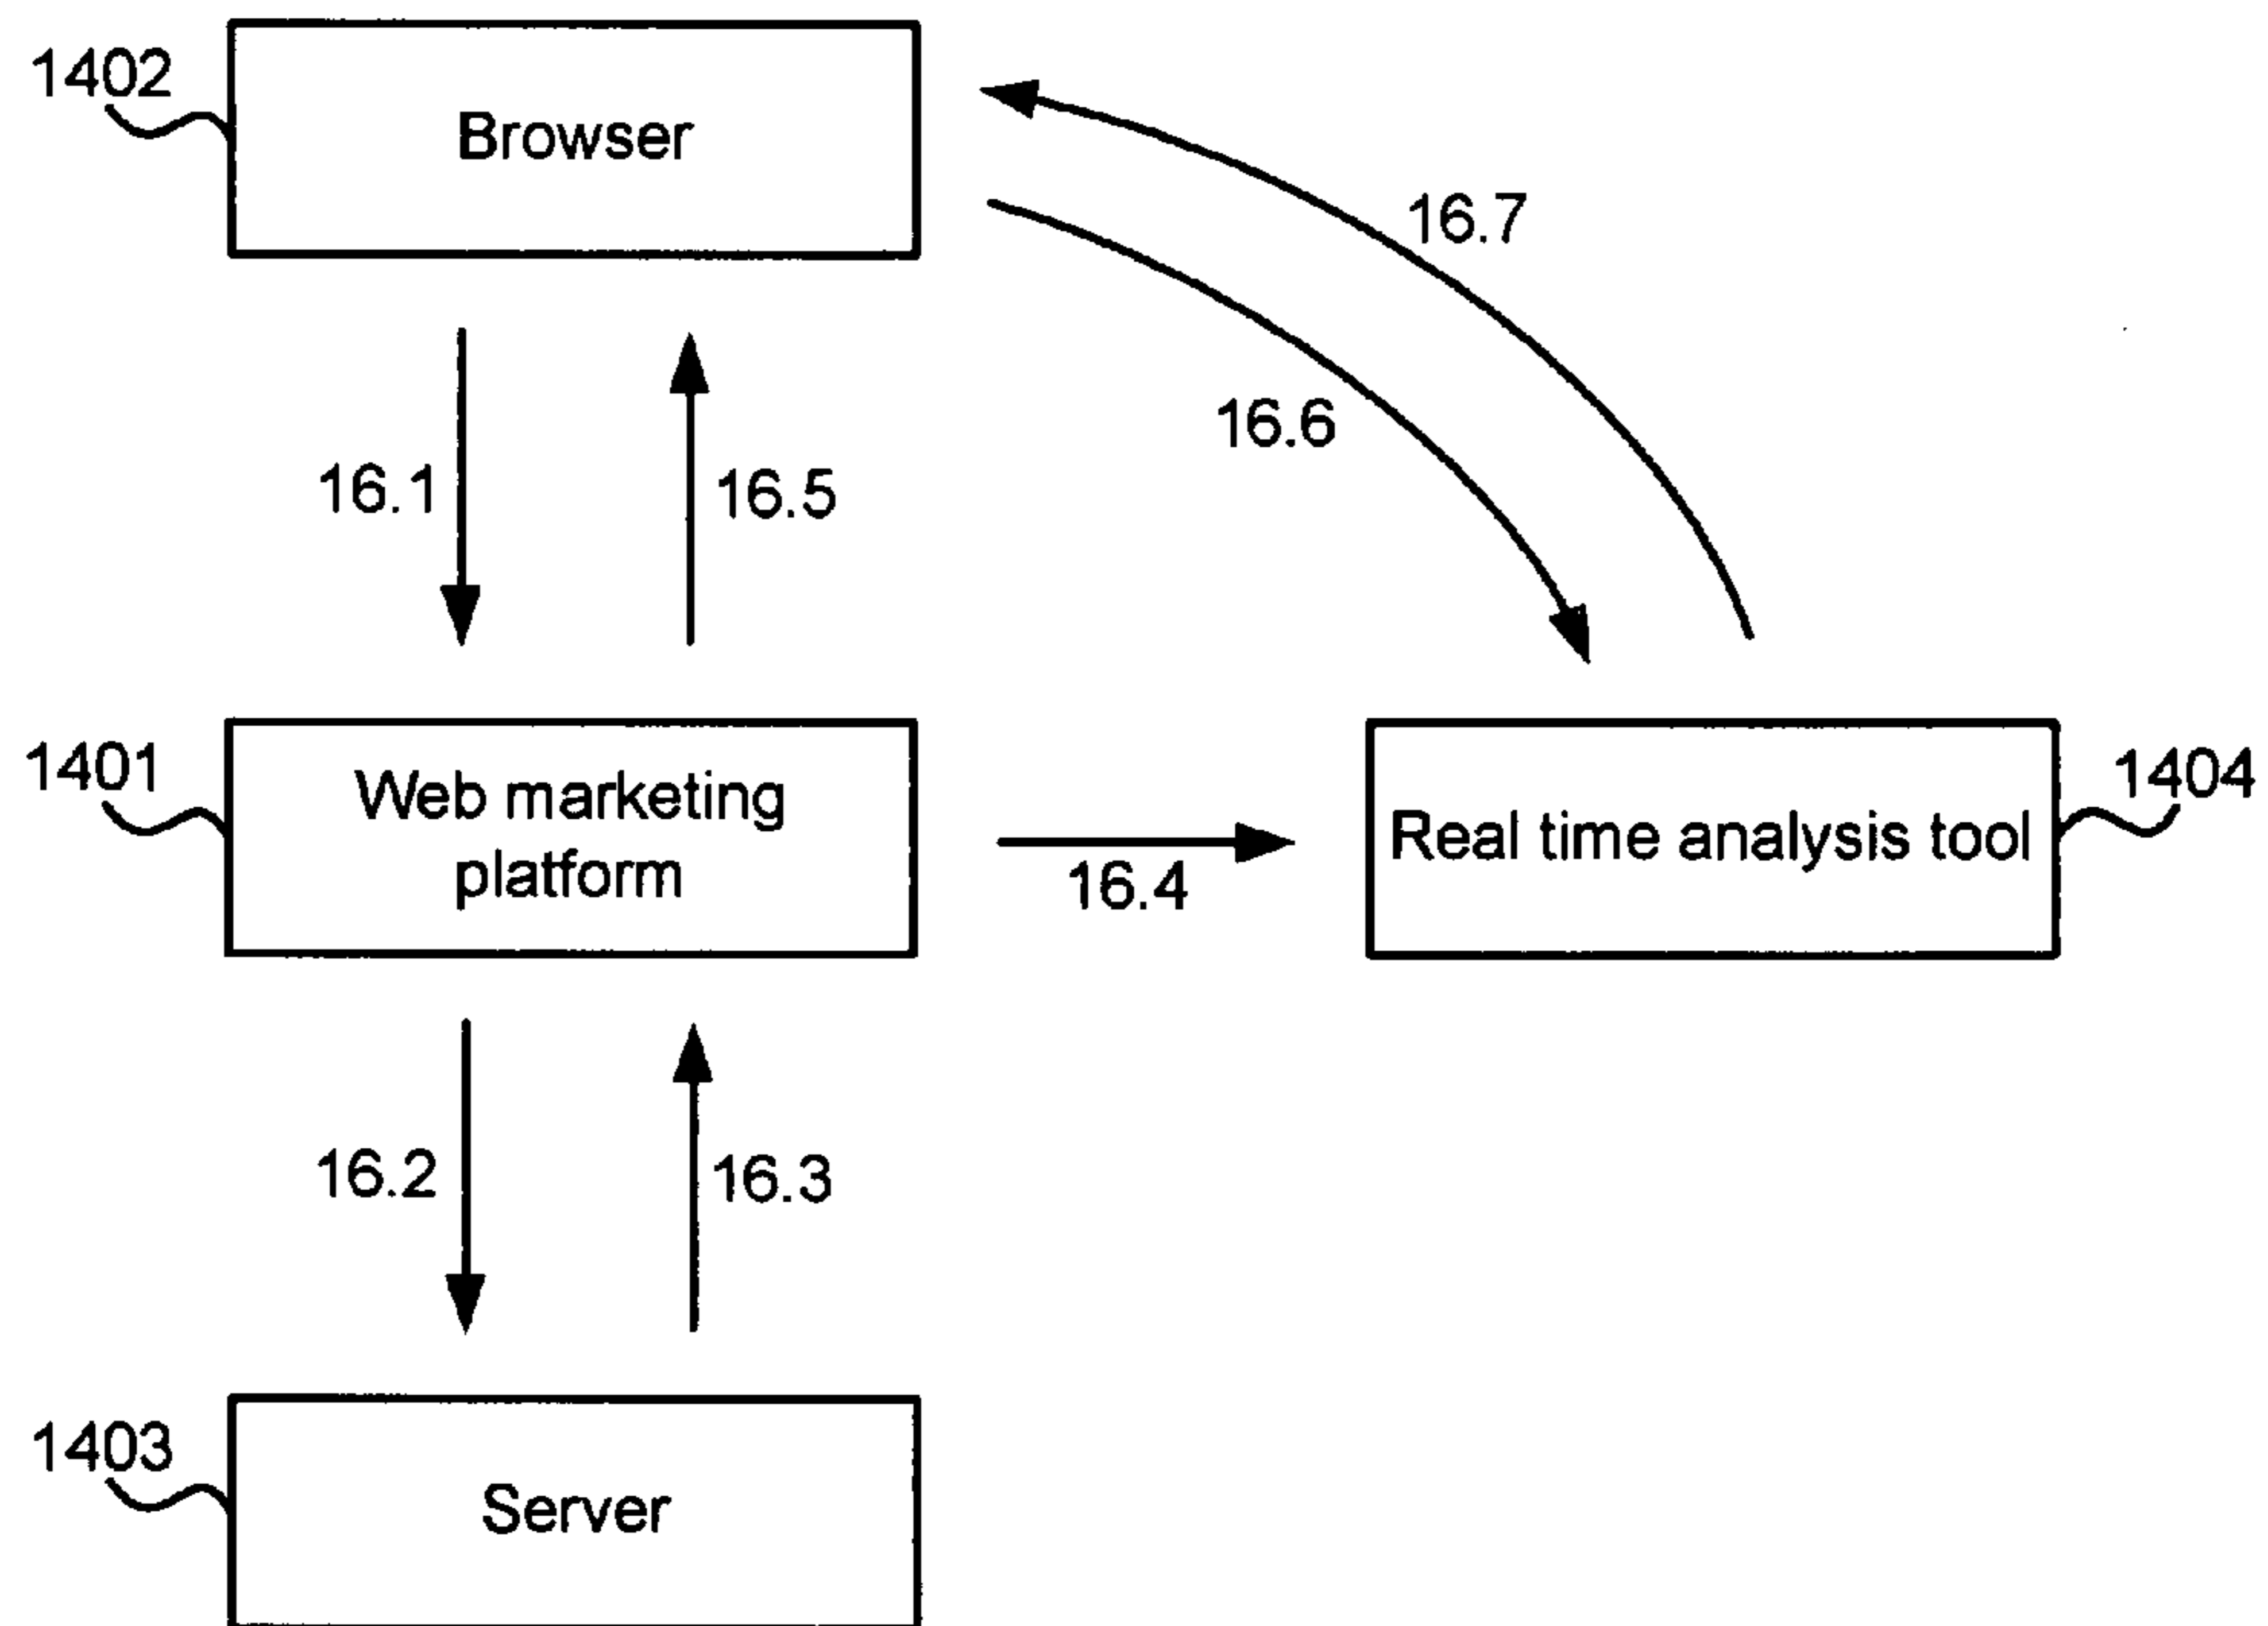 1402
Browser
16.7
16.6
16.1
16.5
1401
Web marketing
platform
16.4
Real time analysis tool
1404
16.2
16.3
1403
Server